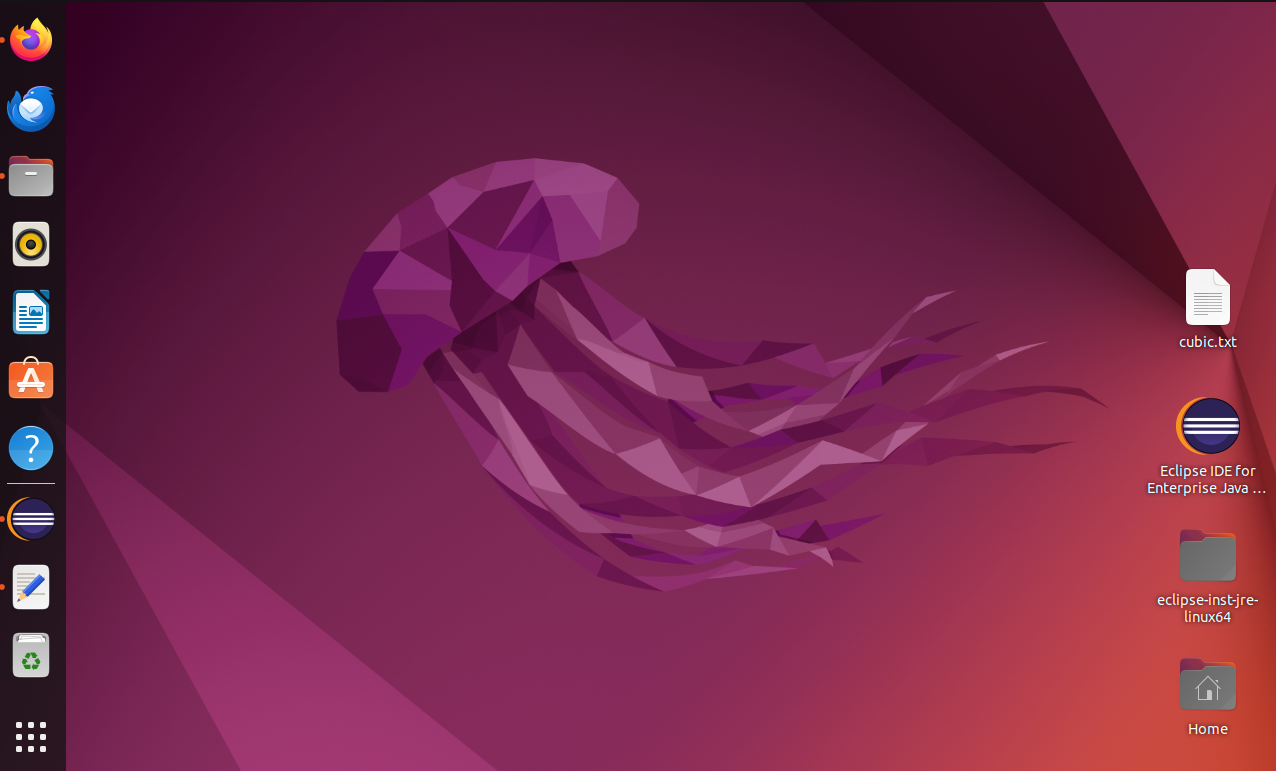 cubic.txt
Eclipse IDE for
Enterprise Java ...
eclipse-inst-jre-
linux64
Home